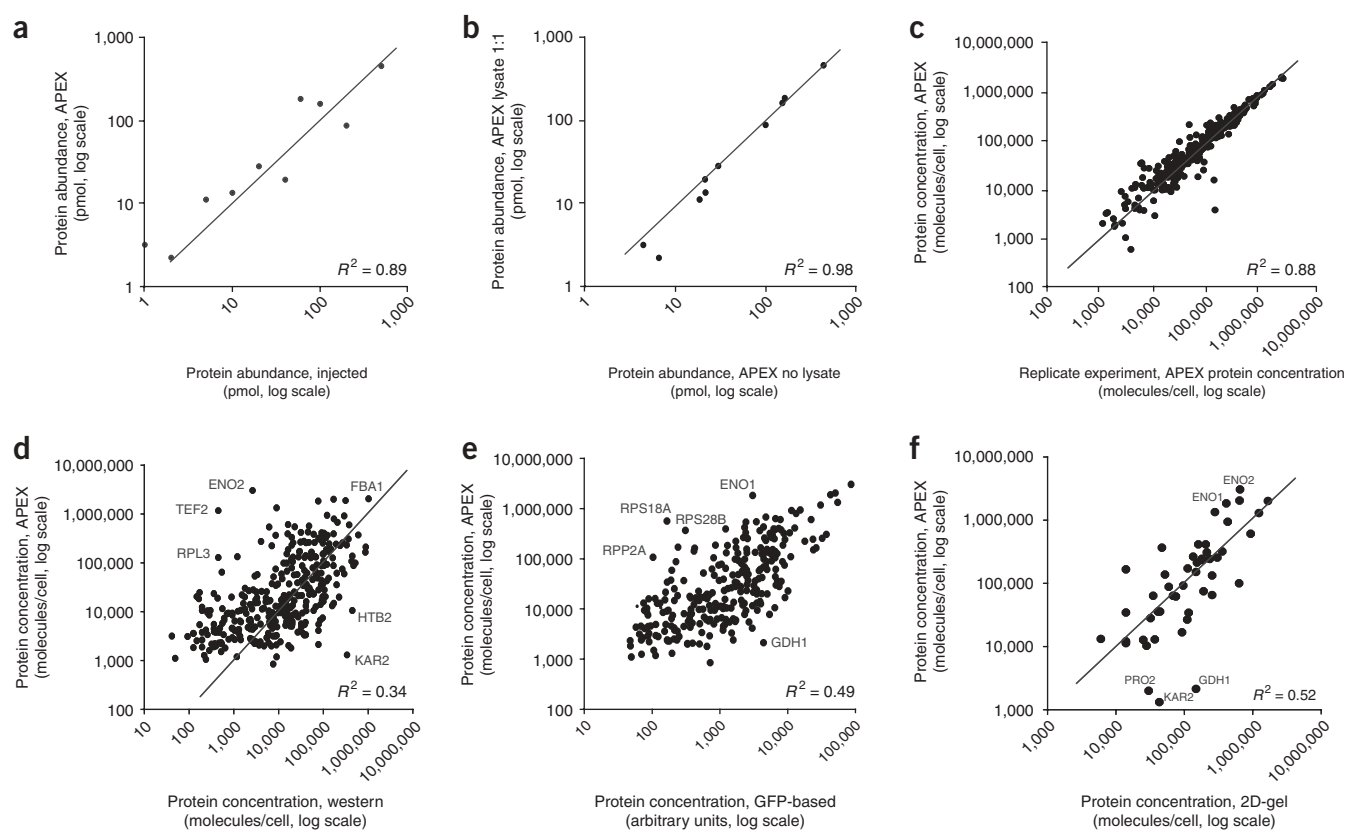 a
1,000
100
10
1
Protein abundance, APEX
(pmol, log scale)
R² = 0.89
1
10
100
1,000
Protein abundance, injected
(pmol, log scale)
b
1,000
100
10
1
Protein abundance, APEX lysate 1:1
(pmol, log scale)
R² = 0.98
1
10
100
1,000
Protein abundance, APEX no lysate
(pmol, log scale)
c
10,000,000
1,000,000
100,000
10,000
1,000
100
Protein concentration, APEX
(molecules/cell, log scale)
R² = 0.88
100
1,000
10,000
100,000
1,000,000
10,000,000
Replicate experiment, APEX protein concentration
(molecules/cell, log scale)
d
10,000,000
1,000,000
100,000
10,000
1,000
100
Protein concentration, APEX
(molecules/cell, log scale)
ENO2
FBA1
TEF2
RPL3
HTB2
KAR2
R² = 0.34
10
100
1,000
10,000
100,000
1,000,000
10,000,000
Protein concentration, western
(molecules/cell, log scale)
e
10,000,000
1,000,000
100,000
10,000
1,000
100
Protein concentration, APEX
(molecules/cell, log scale)
ENO1
RPS18A
RPS28B
RPP2A
GDH1
R² = 0.49
10
100
1,000
10,000
100,000
Protein concentration, GFP-based
(arbitrary units, log scale)
f
10,000,000
1,000,000
100,000
10,000
1,000
Protein concentration, APEX
(molecules/cell, log scale)
ENO2
ENO1
PRO2
KAR2
GDH1
R² = 0.52
1,000
10,000
100,000
1,000,000
10,000,000
Protein concentration, 2D-gel
(molecules/cell, log scale)